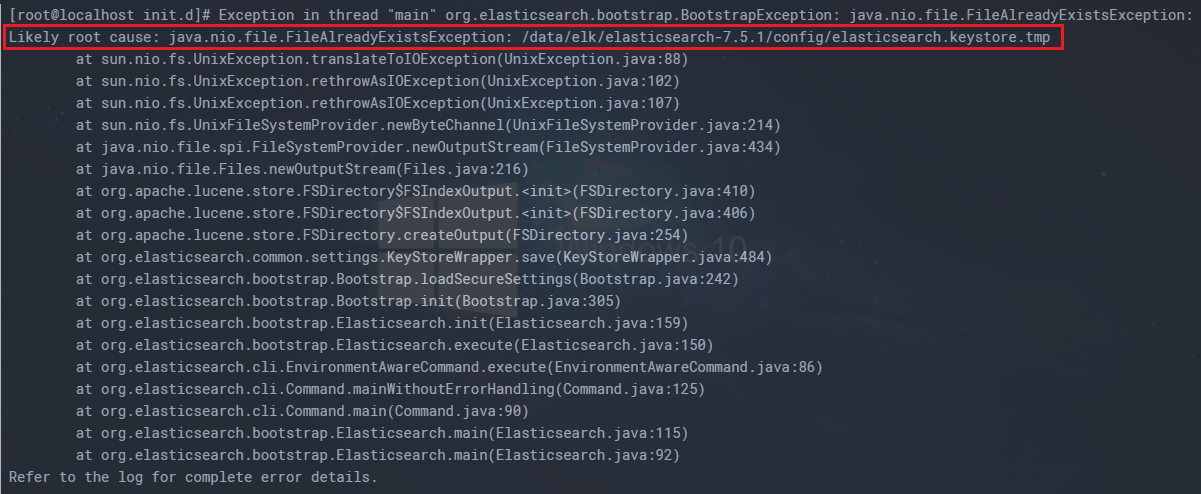 [root@localhost init.d]# Exception in thread "main" org.elasticsearch.bootstrap.BootstrapException: java.nio.file.FileAlreadyExistsException:
Likely root cause: java.nio.file.FileAlreadyExistsException: /data/elk/elasticsearch-7.5.1/config/elasticsearch.keystore.tmp
at sun.nio.fs.UnixException.translateToIOException(UnixException.java:88)
at sun.nio.fs.UnixException.rethrowAsIOException(UnixException.java:102)
at sun.nio.fs.UnixException.rethrowAsIOException(UnixException.java:107)
at sun.nio.fs.UnixFileSystemProvider.newByteChannel(UnixFileSystemProvider.java:214)
at java.nio.file.spi.FileSystemProvider.newOutputStream(FileSystemProvider.java:434)
at java.nio.file.Files.newOutputStream(Files.java:216)
at org.apache.lucene.store.FSDirectory$FSIndexOutput.<init>(FSDirectory.java:410)
at org.apache.lucene.store.FSDirectory$FSIndexOutput.<init>(FSDirectory.java:406)
at org.apache.lucene.store.FSDirectory.createOutput(FSDirectory.java:254)
at org.elasticsearch.common.settings.KeyStoreWrapper.save(KeyStoreWrapper.java:484)
at org.elasticsearch.bootstrap.Bootstrap.loadSecureSettings(Bootstrap.java:242)
at org.elasticsearch.bootstrap.Bootstrap.init(Bootstrap.java:305)
at org.elasticsearch.bootstrap.Elasticsearch.init(Elasticsearch.java:159)
at org.elasticsearch.bootstrap.Elasticsearch.execute(Elasticsearch.java:150)
at org.elasticsearch.cli.EnvironmentAwareCommand.execute(EnvironmentAwareCommand.java:86)
at org.elasticsearch.cli.Command.mainWithoutErrorHandling(Command.java:125)
at org.elasticsearch.cli.Command.main(Command.java:90)
at org.elasticsearch.bootstrap.Elasticsearch.main(Elasticsearch.java:115)
at org.elasticsearch.bootstrap.Elasticsearch.main(Elasticsearch.java:92)
Refer to the log for complete error details.
Windows 10